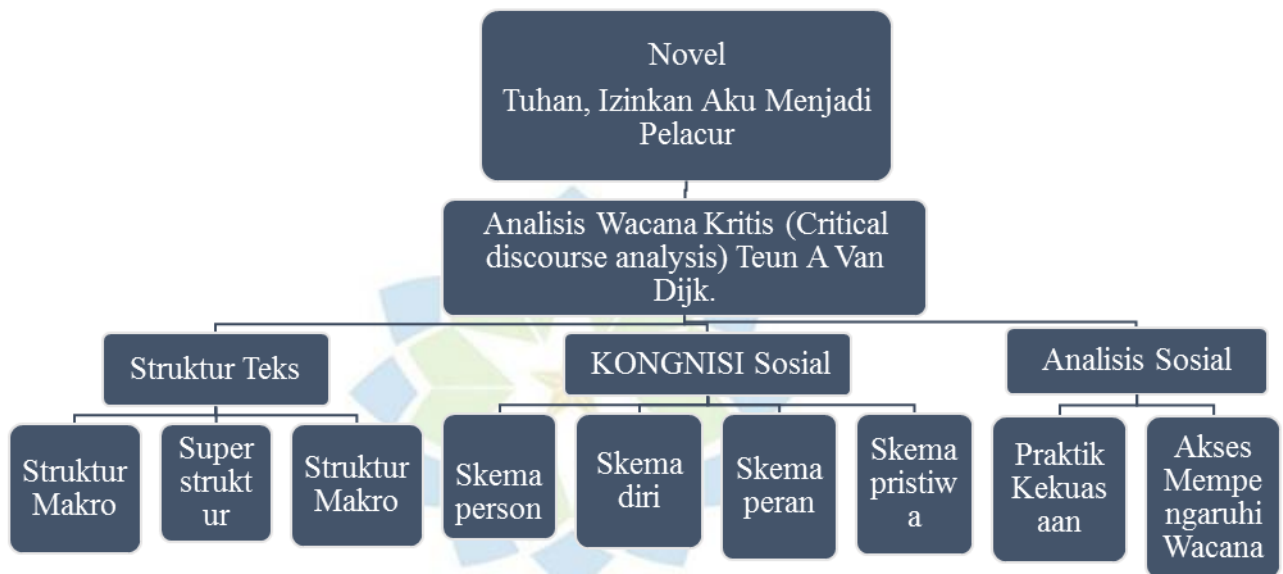 Novel
Tuhan, Izinkan Aku Menjadi
Pelacur
Analisis Wacana Kritis (Critical
discourse analysis) Teun A Van
Dijk.
Struktur Teks
KONGNISI Sosial
Analisis Sosial
Struktur
Makro
Super
strukt
ur
Struktur
Makro
Skema
person
Skema
diri
Skema
peran
Skema
pristiw
a
Praktik
Kekuas
aan
Akses
Mempe
ngaruhi
Wacana